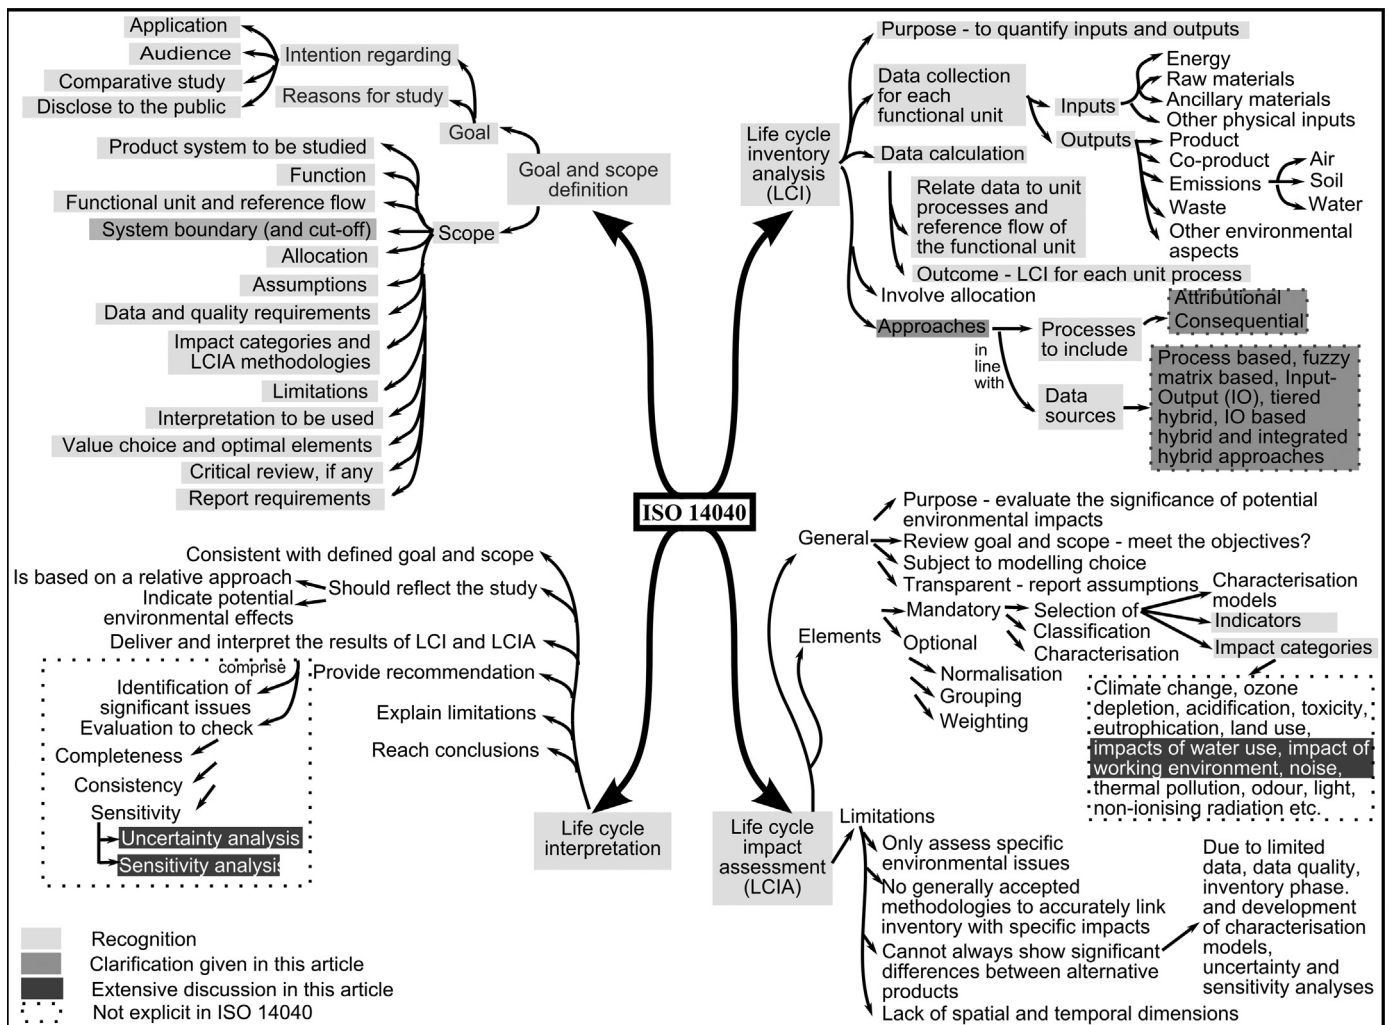 Application
Audience
Comparative study
Disclose to the public
Intention regarding
Reasons for study
Goal
Goal and scope
definition
Product system to be studied
Function
Functional unit and reference flow
System boundary (and cut-off)
Allocation
Assumptions
Data and quality requirements
Impact categories and
LCIA methodologies
Limitations
Interpretation to be used
Value choice and optimal elements
Critical review, if any
Report requirements
Scope
Life cycle
inventory
analysis
(LCI)
Purpose - to quantify inputs and outputs
Data collection
for each
functional unit
Inputs
Energy
Raw materials
Ancillary materials
Other physical inputs
Outputs
Product
Co-product
Emissions
Air
Soil
Water
Waste
Other environmental
aspects
Data calculation
Relate data to unit
processes and
reference flow of
the functional unit
Outcome - LCI for each unit process
Involve allocation
Approaches
in
line
with
Processes
to include
Attributional
Consequential
Data
sources
Process based, fuzzy
matrix based, Input-
Output (IO), tiered
hybrid, IO based
hybrid and integrated
hybrid approaches
ISO 14040
Consistent with defined goal and scope
Should reflect the study
Is based on a relative approach
Indicate potential
environmental effects
Deliver and interpret the results of LCI and LCIA
comprise
Identification of
significant issues
Evaluation to check
Completeness
Consistency
Sensitivity
Uncertainty analysis
Sensitivity analysis
Provide recommendation
Explain limitations
Reach conclusions
Life cycle
interpretation
Life cycle
impact
assessment
(LCIA)
General
Purpose - evaluate the significance of potential
environmental impacts
Review goal and scope - meet the objectives?
Subject to modelling choice
Transparent - report assumptions
Elements
Mandatory
Selection of
Classification
Characterisation
Characterisation
models
Indicators
Impact categories
Climate change, ozone
depletion, acidification, toxicity,
eutrophication, land use,
impacts of water use, impact of
working environment, noise,
thermal pollution, odour, light,
non-ionising radiation etc.
Optional
Normalisation
Grouping
Weighting
Limitations
Only assess specific
environmental issues
No generally accepted
methodologies to accurately link
inventory with specific impacts
Cannot always show significant
differences between alternative
products
Lack of spatial and temporal dimensions
Due to limited
data, data quality,
inventory phase.
and development
of characterisation
models,
uncertainty and
sensitivity analyses
Recognition
Clarification given in this article
Extensive discussion in this article
Not explicit in ISO 14040